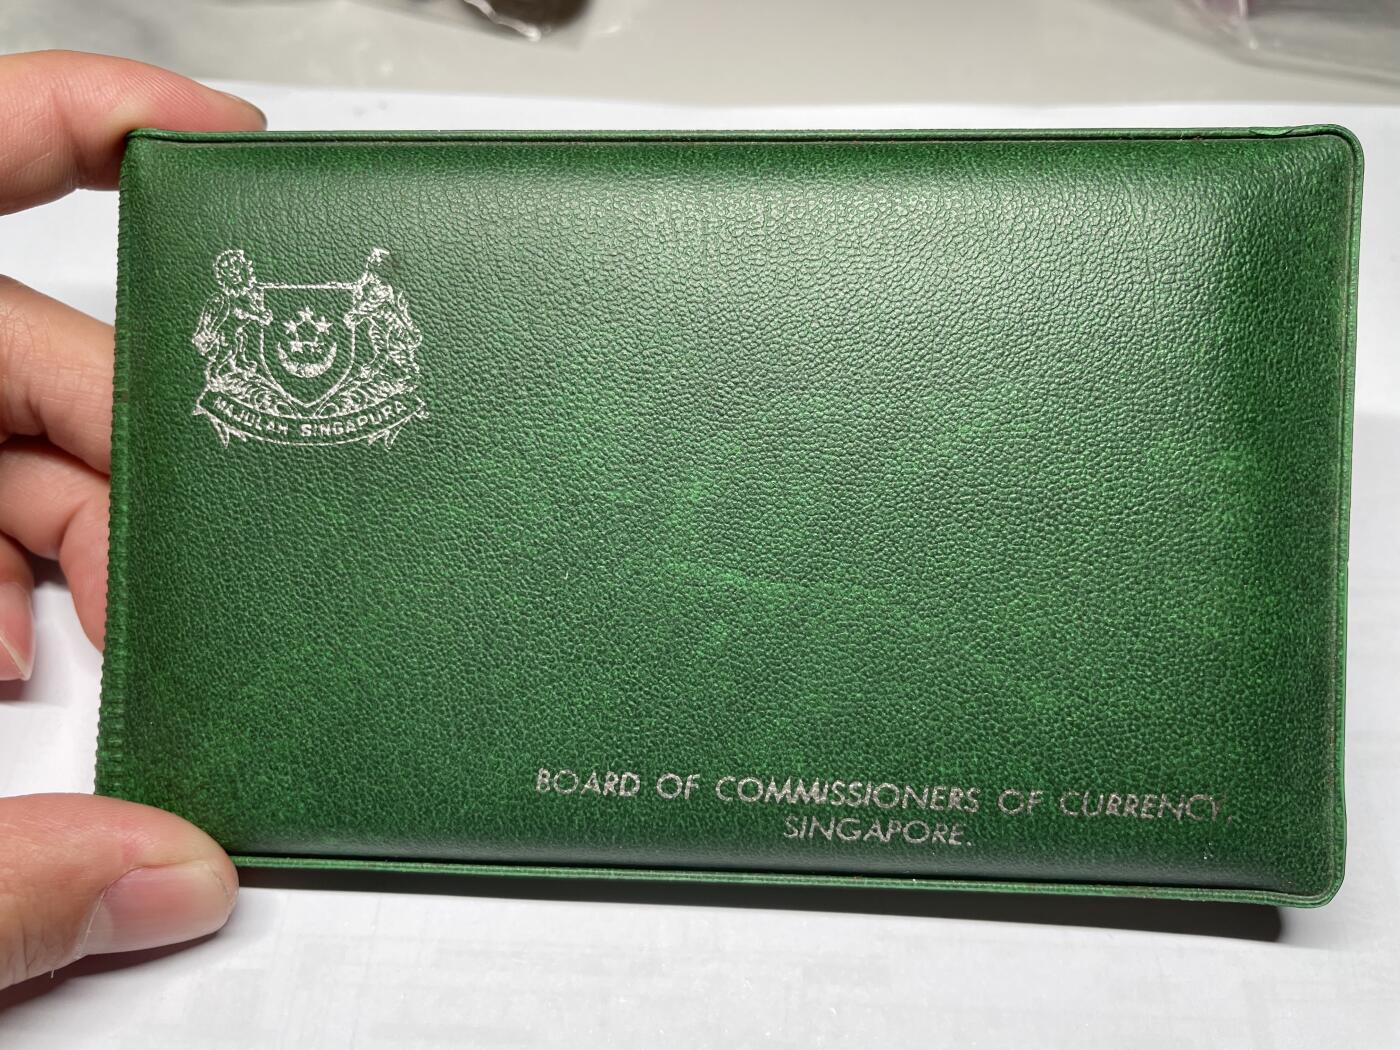 MAJULAH SINGAPURA
BOARD OF COMMISSIONERS OF CURRENCY,
SINGAPORE.